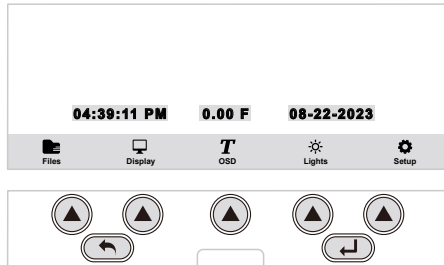 04:39:11 PM 0.00 F 08-22-2023
T
Files Display OSD Lights Setup